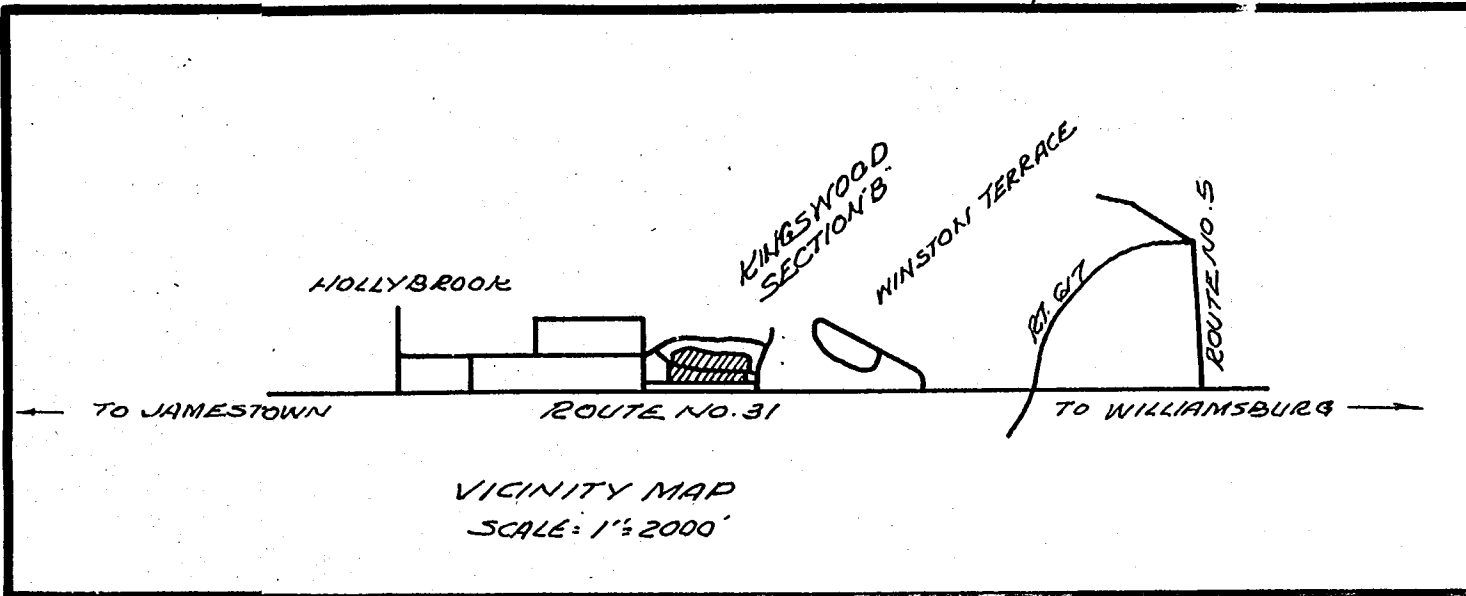 KINGSWOOD
SECTION "B"
WINSTON TERRACE
HOLLYBROOK
RT. 617
ROUTE NO. 5
← TO JAMESTOWN
ROUTE NO. 31
TO WILLIAMSBURG →
VICINITY MAP
SCALE: 1"=2000'